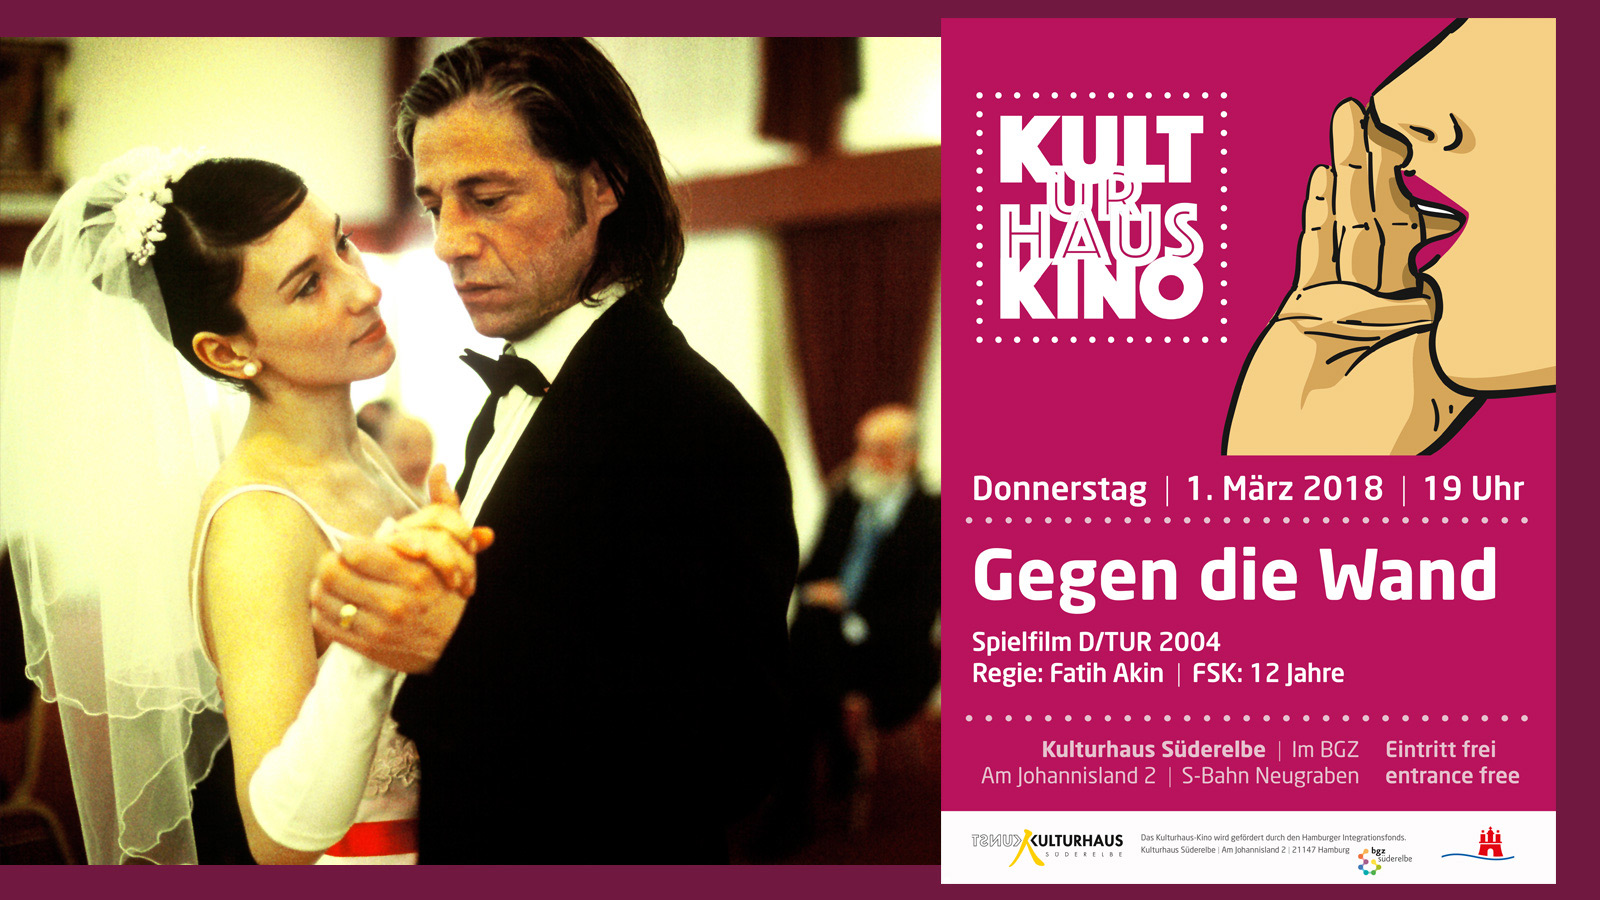 KULT
UR
HAUS
KINO
Donnerstag | 1. März 2018 | 19 Uhr
Gegen die Wand
Spielfilm D/TUR 2004
Regie: Fatih Akin | FSK: 12 Jahre
Kulturhaus Süderelbe | Im BGZ
Am Johannisland 2 | S-Bahn Neugraben
Eintritt frei
entrance free
KUNST KULTURHAUS
SÜDERELBE
Das Kulturhaus-Kino wird gefördert durch den Hamburger Integrationsfonds.
Kulturhaus Süderelbe | Am Johannisland 2 | 21147 Hamburg
bgz
süderelbe